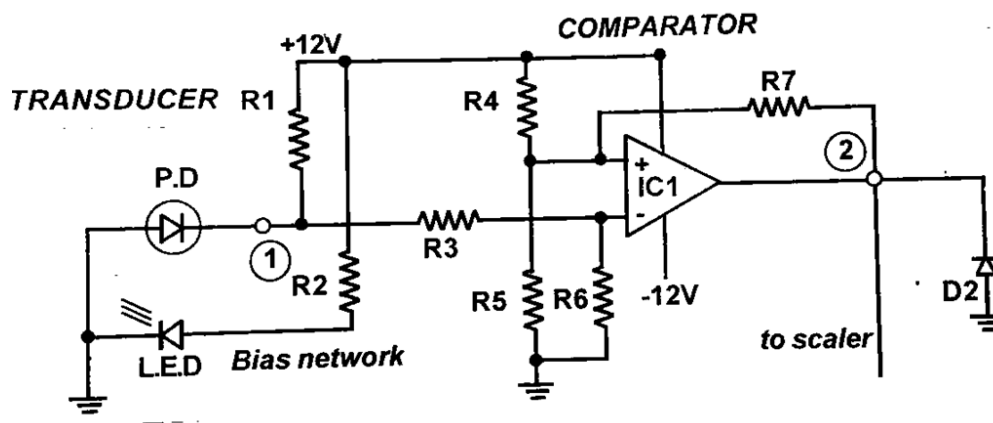 COMPARATOR
+12V
TRANSDUCER
R1
R4
R7
P.D
+
IC1
-
2
1
R3
R2
R5
R6
-12V
D2
L.E.D
Bias network
to scaler